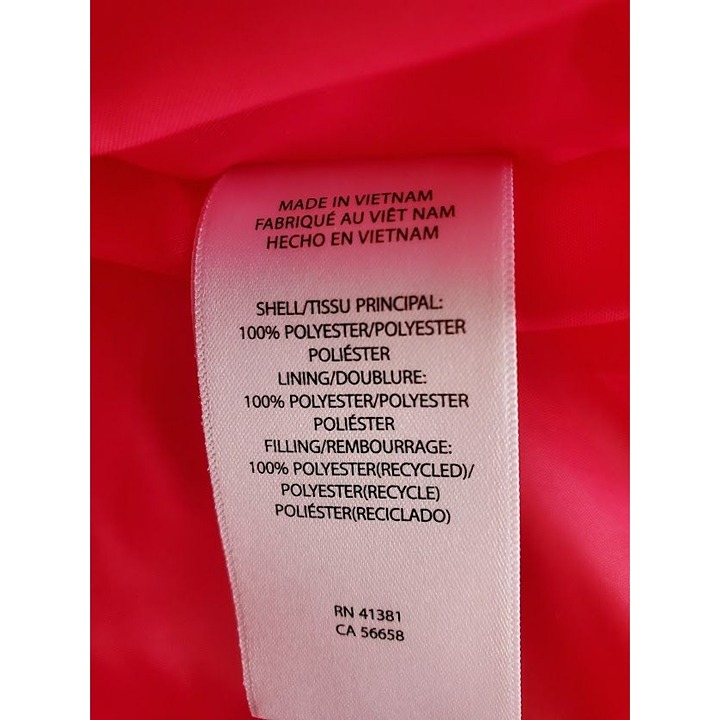 MADE IN VIETNAM
FABRIQUÉ AU VIÊT NAM
HECHO EN VIETNAM
SHELL/TISSU PRINCIPAL:
100% POLYESTER/POLYESTER
POLIÉSTER
LINING/DOUBLURE:
100% POLYESTER/POLYESTER
POLIÉSTER
FILLING/REMBOURRAGE:
100% POLYESTER(RECYCLED)/
POLYESTER(RECYCLE)
POLIÉSTER(RECICLADO)
RN 41381
CA 56658